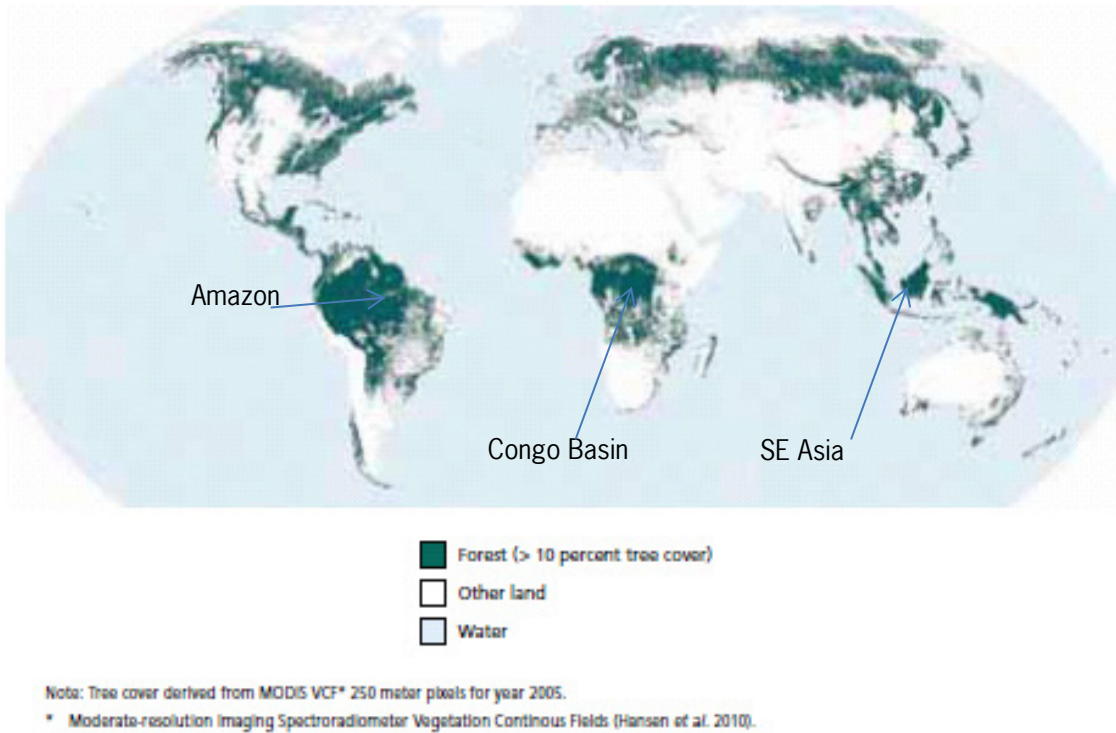 Amazon
Congo Basin
SE Asia
Forest (> 10 percent tree cover)
Other land
Water
Note: Tree cover derived from MODIS VCF* 250 meter pixels for year 2005.
* Moderate-resolution Imaging Spectroradiometer Vegetation Continous Fields (Hansen et al. 2010).